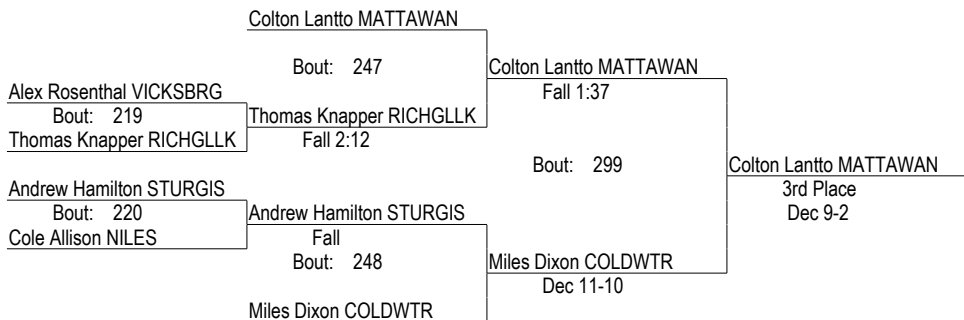 Colton Lantto MATTAWAN
Bout: 247
Colton Lantto MATTAWAN
Alex Rosenthal VICKSBRG
Fall 1:37
Bout: 219
Thomas Knapper RICHGLLK
Thomas Knapper RICHGLLK
Fall 2:12
Bout: 299
Colton Lantto MATTAWAN
Andrew Hamilton STURGIS
3rd Place
Bout: 220
Andrew Hamilton STURGIS
Dec 9-2
Cole Allison NILES
Fall
Bout: 248
Miles Dixon COLDWTR
Dec 11-10
Miles Dixon COLDWTR